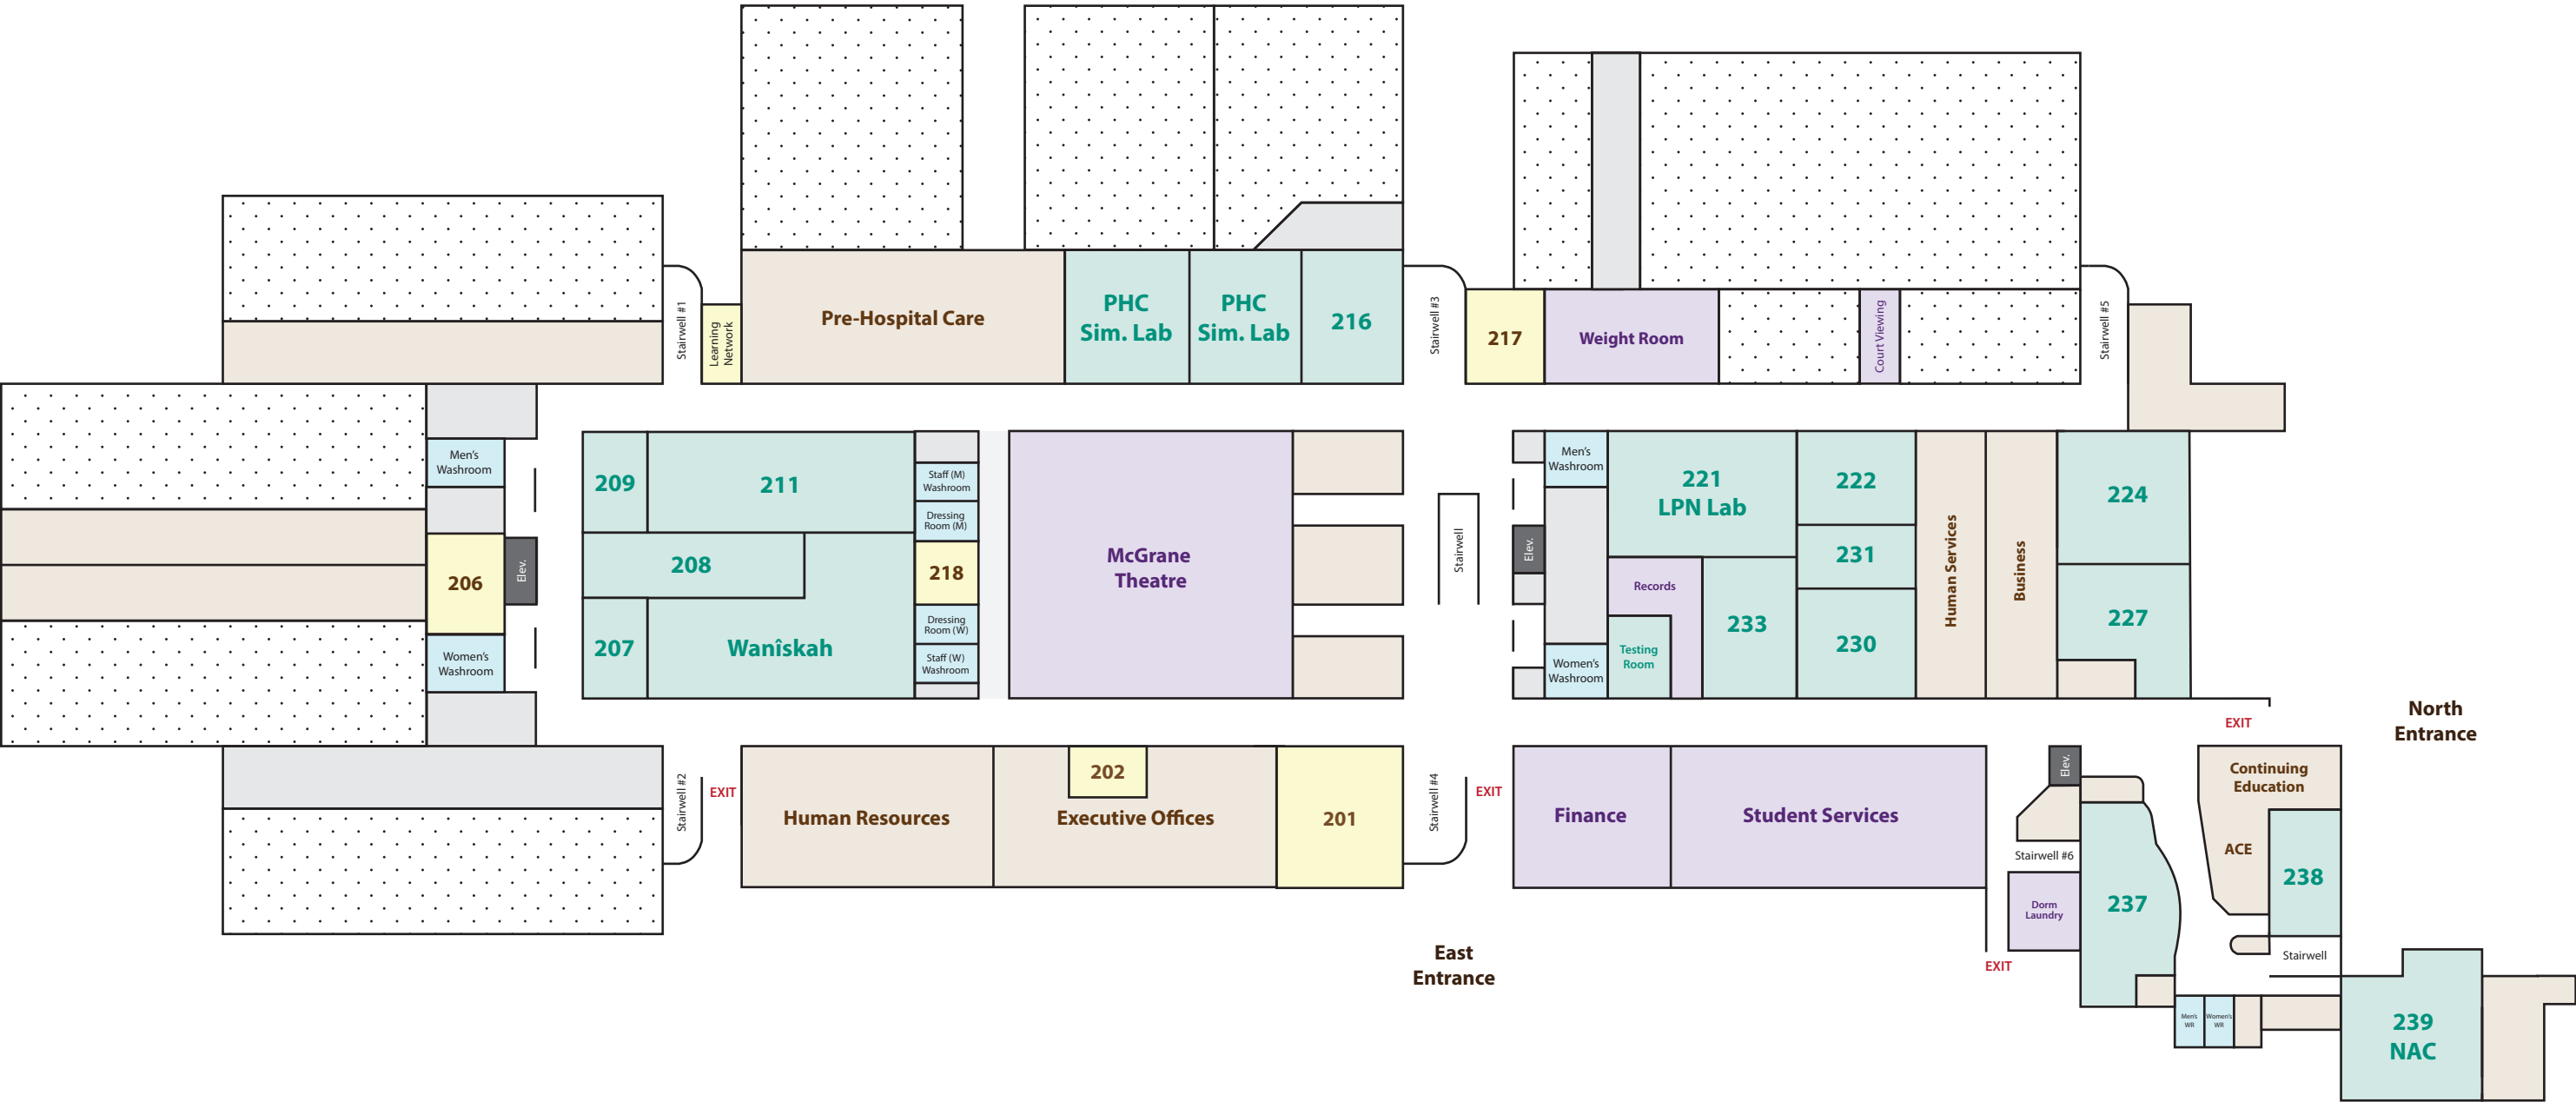 Stairwell #1
Learning
Network
Pre-Hospital Care
PHC
Sim. Lab
PHC
Sim. Lab
216
Stairwell #3
217
Weight Room
Court Viewing
Stairwell #5
Men's
Washroom
206
Elev.
Women's
Washroom
209
211
208
207
Wanîskah
Staff (M)
Washroom
Dressing
Room (M)
218
Dressing
Room (W)
Staff (W)
Washroom
McGrane
Theatre
Stairwell
Elev.
Men's
Washroom
Women's
Washroom
221
LPN Lab
Records
Testing
Room
233
222
231
230
Human Services
Business
224
227
North
Entrance
EXIT
Stairwell #2
EXIT
Human Resources
202
Executive Offices
201
Stairwell #4
EXIT
Finance
Student Services
Elev.
Stairwell #6
Dorm
Laundry
EXIT
237
Continuing
Education
ACE
238
Stairwell
Men's
WR
Women's
WR
239
NAC
East
Entrance